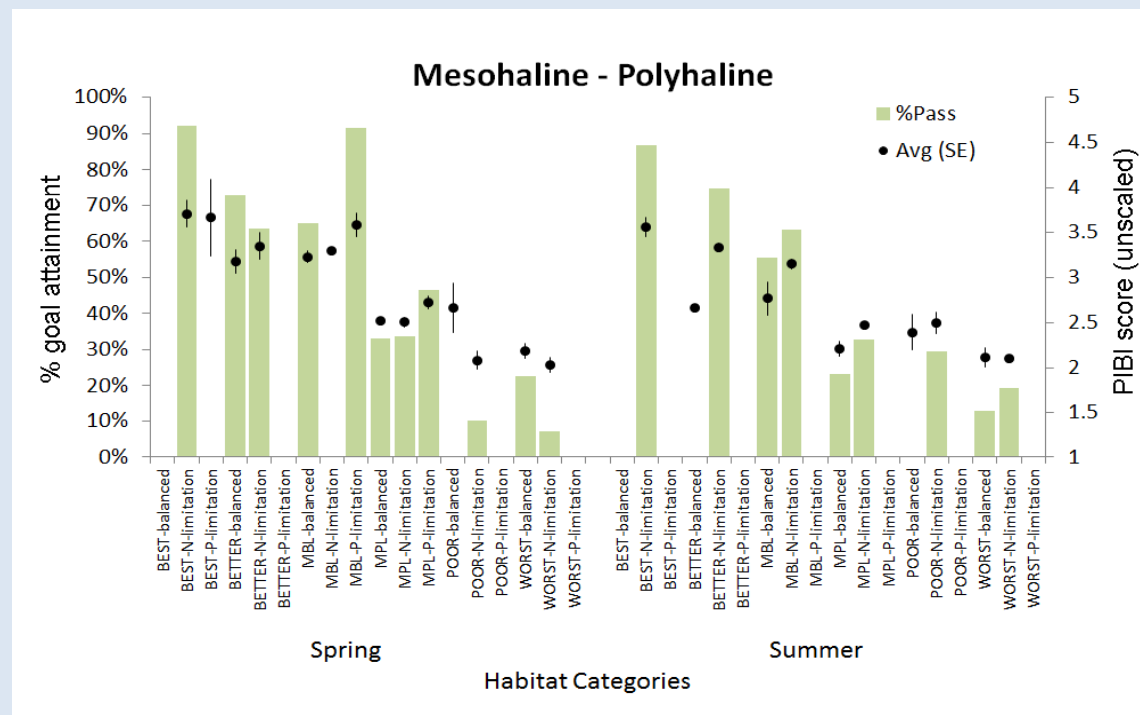 Mesohaline - Polyhaline
100%
90%
80%
70%
60%
50%
40%
30%
20%
10%
0%
% goal attainment
%Pass
Avg (SE)
5
4.5
4
3.5
3
2.5
2
1.5
1
PIBI score (unscaled)
BEST-balanced
BEST-N-limitation
BEST-P-limitation
BETTER-balanced
BETTER-N-limitation
BETTER-P-limitation
MBL-balanced
MBL-N-limitation
MBL-P-limitation
MPL-balanced
MPL-N-limitation
MPL-P-limitation
POOR-balanced
POOR-N-limitation
POOR-P-limitation
WORST-balanced
WORST-N-limitation
WORST-P-limitation
BEST-balanced
BEST-N-limitation
BEST-P-limitation
BETTER-balanced
BETTER-N-limitation
BETTER-P-limitation
MBL-balanced
MBL-N-limitation
MBL-P-limitation
MPL-balanced
MPL-N-limitation
MPL-P-limitation
POOR-balanced
POOR-N-limitation
POOR-P-limitation
WORST-balanced
WORST-N-limitation
WORST-P-limitation
Spring
Summer
Habitat Categories